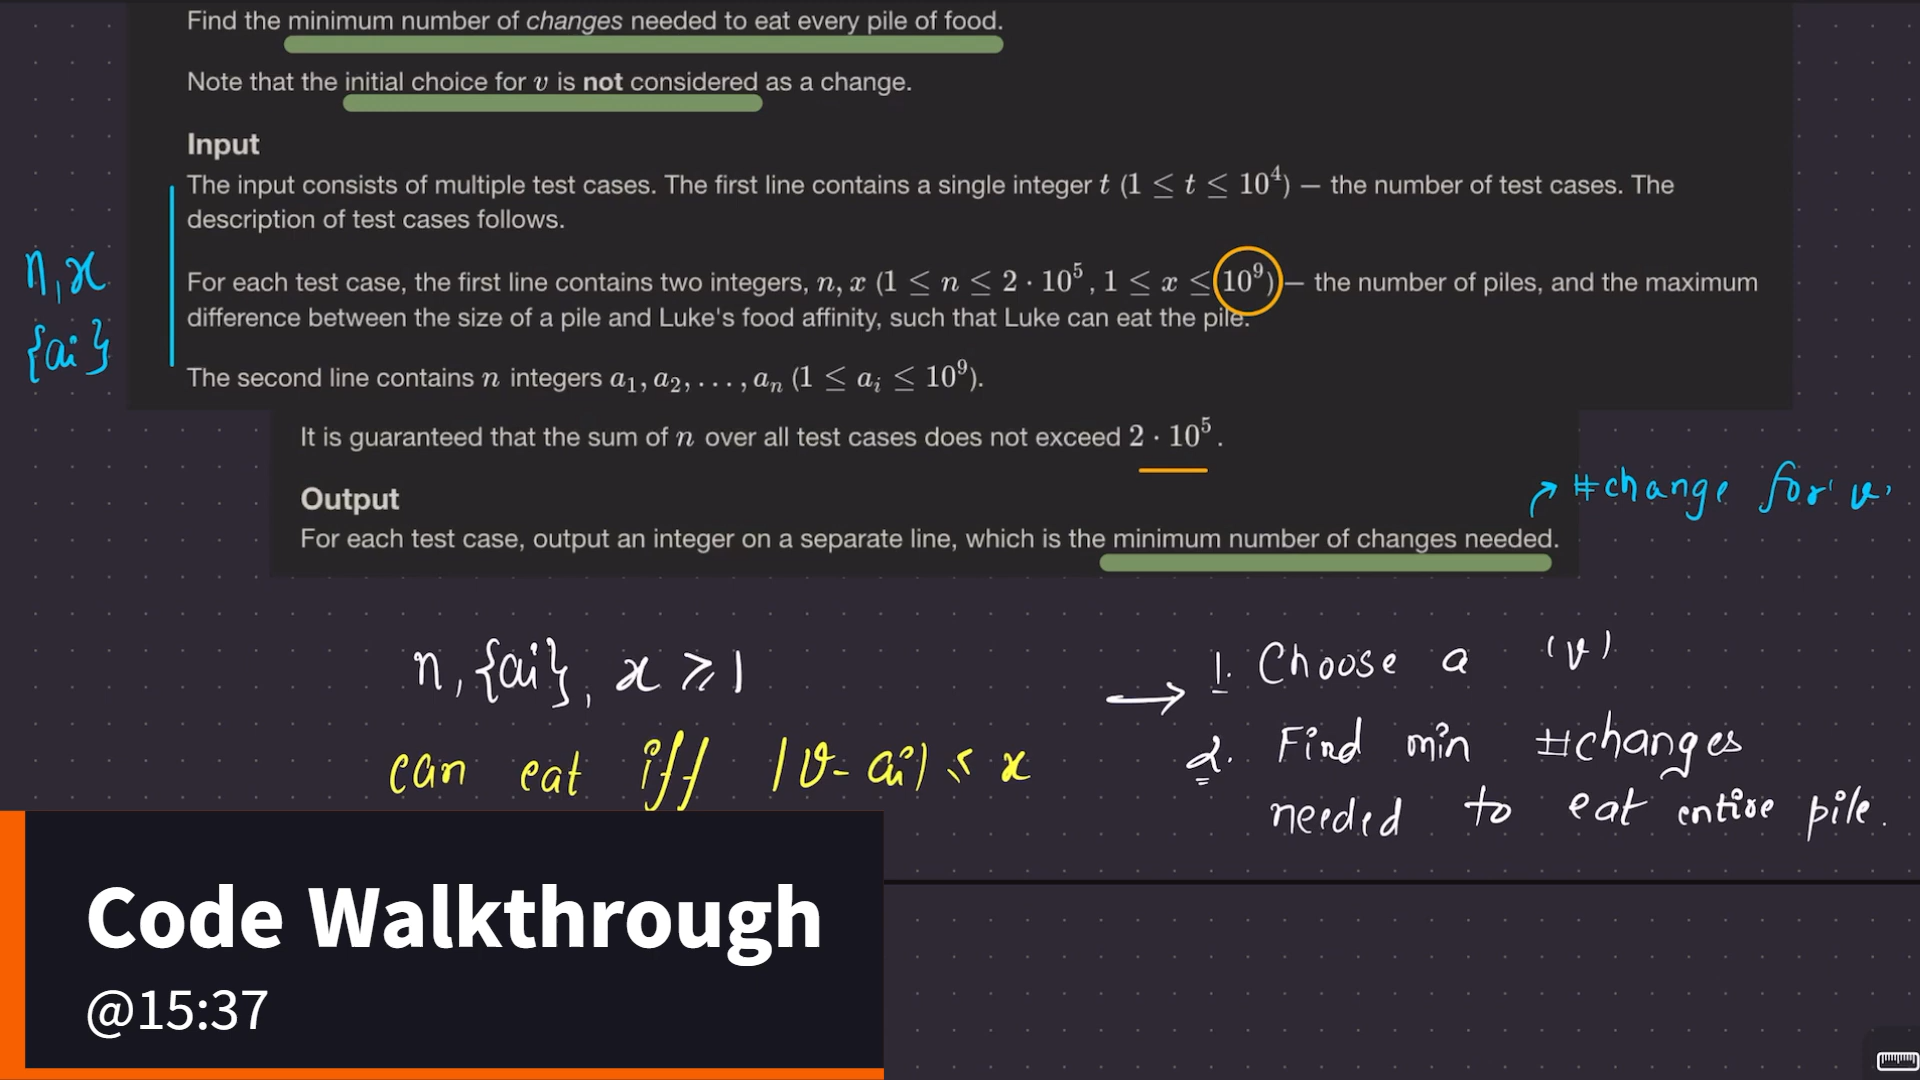 Find the minimum number of changes needed to eat every pile of food.
Note that the initial choice for v is not considered as a change.
Input
The input consists of multiple test cases. The first line contains a single integer t (1 ≤ t ≤ 10⁴) — the number of test cases. The
description of test cases follows.
n, x
For each test case, the first line contains two integers, n, x (1 ≤ n ≤ 2 · 10⁵, 1 ≤ x ≤ 10⁹) — the number of piles, and the maximum
difference between the size of a pile and Luke's food affinity, such that Luke can eat the pile.
{ai}
The second line contains n integers a₁, a₂, . . . , aₙ (1 ≤ aᵢ ≤ 10⁹).
It is guaranteed that the sum of n over all test cases does not exceed 2 · 10⁵.
Output
→ #change for 'v'
For each test case, output an integer on a separate line, which is the minimum number of changes needed.
n, {ai}, x ≥ 1
can eat iff |v - ai| ≤ x
→ 1. Choose a (v)
2. Find min #changes
needed to eat entire pile.
Code Walkthrough
@15:37